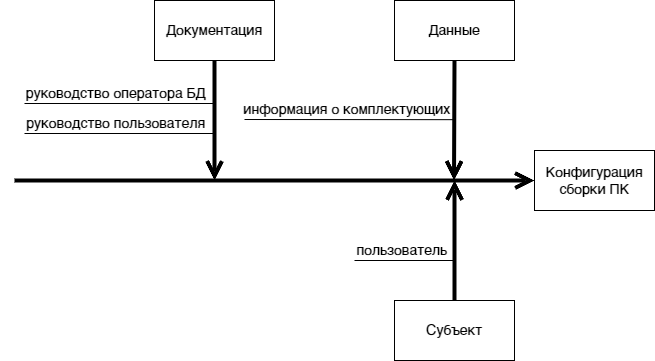 Документация
Данные
руководство оператора БД
информация о комплектующих
руководство пользователя
Конфигурация
сборки ПК
пользователь
Субъект